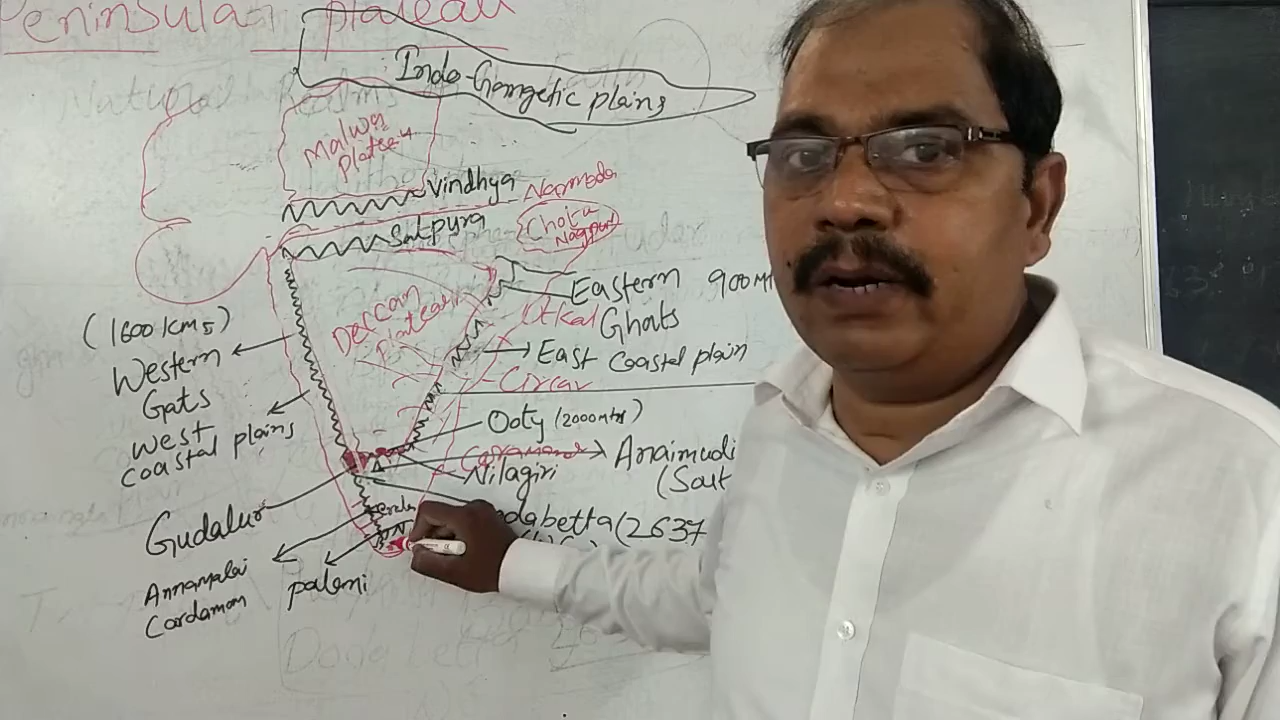 Peninsular plateau
Indo-Gangetic plains
Malwa
plateau
Vindhya
Narmada
Satpura
Chota
Nagpur
Eastern 900Mt
Ghats
Utkal
Deccan
plateau
(1600 KMs)
Western
Gats
West
coastal plains
East Coastal plain
Circar
Ooty (2000mts)
Coramandal
Anaimudi
(Sout
Nilagiri
Gudalur
dabetta (2637
Annamalai
Cardamom
palani